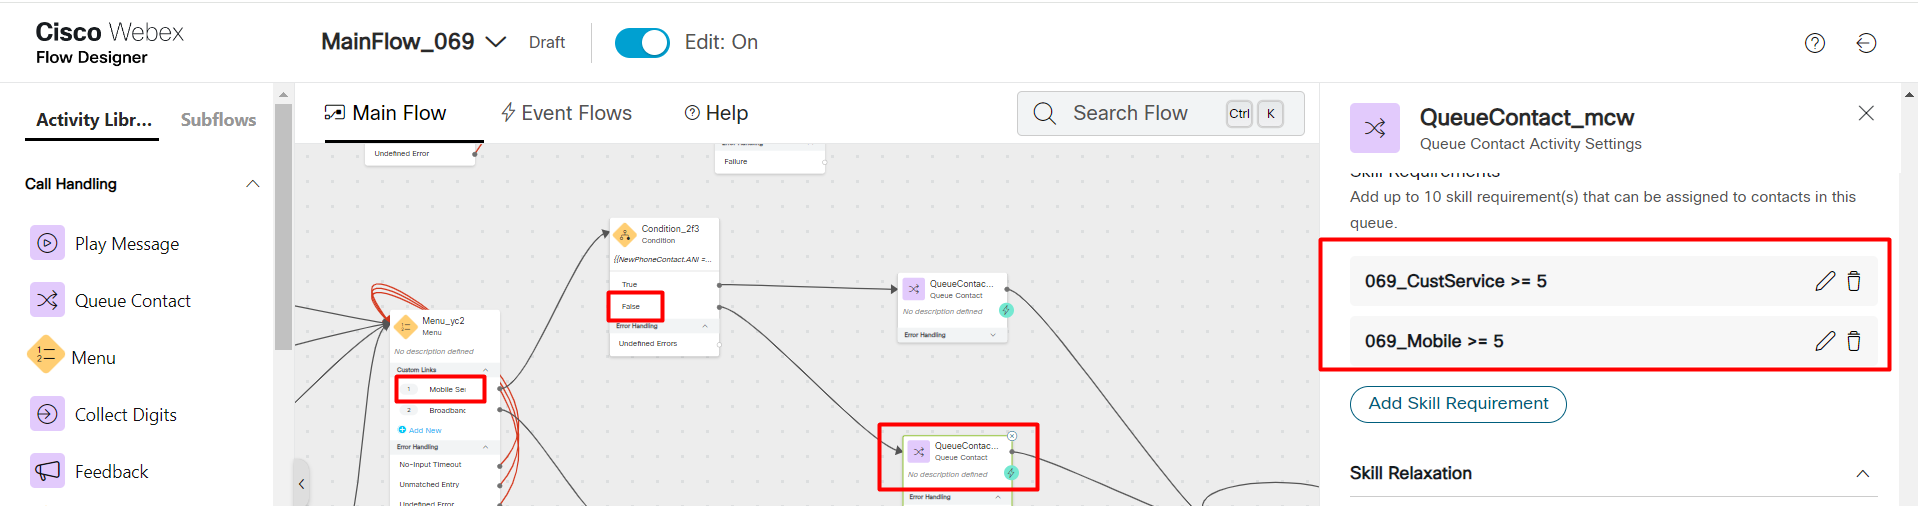 Cisco Webex
Flow Designer
MainFlow_069
Draft
Edit: On
Activity Libr...
Subflows
Call Handling
Play Message
Queue Contact
Menu
Collect Digits
Feedback
Main Flow
Event Flows
Help
Search Flow
Ctrl
K
Undefined Error
Error Handling
Failure
Condition_2f3
Condition
{{NewPhoneContact.ANI =...
True
False
Error Handling
Undefined Errors
Menu_yc2
Menu
No description defined
Custom Links
1
Mobile Ser
2
Broadband
Add New
Error Handling
No-Input Timeout
Unmatched Entry
Undefined Error
QueueContac...
Queue Contact
No description defined
Error Handling
QueueContac...
Queue Contact
No description defined
Error Handling
QueueContact_mcw
Queue Contact Activity Settings
Skill Requirements
Add up to 10 skill requirement(s) that can be assigned to contacts in this
queue.
069_CustService >= 5
069_Mobile >= 5
Add Skill Requirement
Skill Relaxation